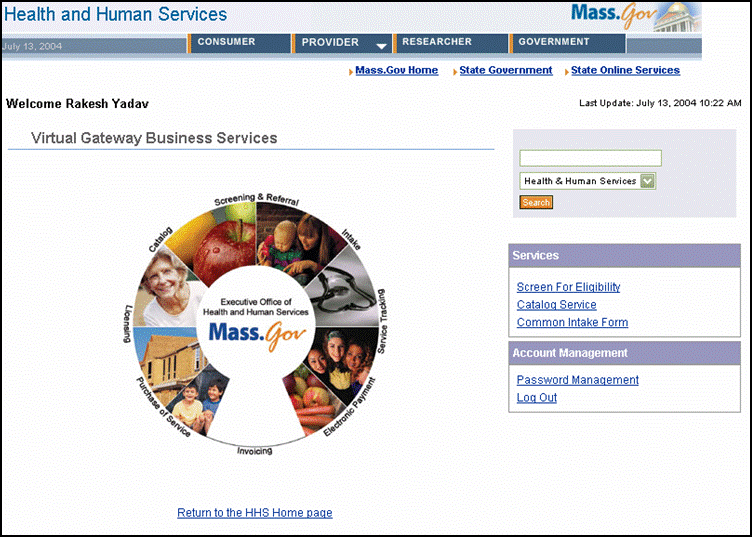 Health and Human Services
Mass.Gov
July 13, 2004
CONSUMER
PROVIDER
RESEARCHER
GOVERNMENT
Mass.Gov Home
State Government
State Online Services
Welcome Rakesh Yadav
Last Update: July 13, 2004 10:22 AM
Virtual Gateway Business Services
Health & Human Services
Search
Screening & Referral
Catalog
Intake
Licensing
Service Tracking
Executive Office of
Health and Human Services
Mass.Gov
Purchase of Service
Electronic Payment
Invoicing
Services
Screen For Eligibility
Catalog Service
Common Intake Form
Account Management
Password Management
Log Out
Return to the HHS Home page